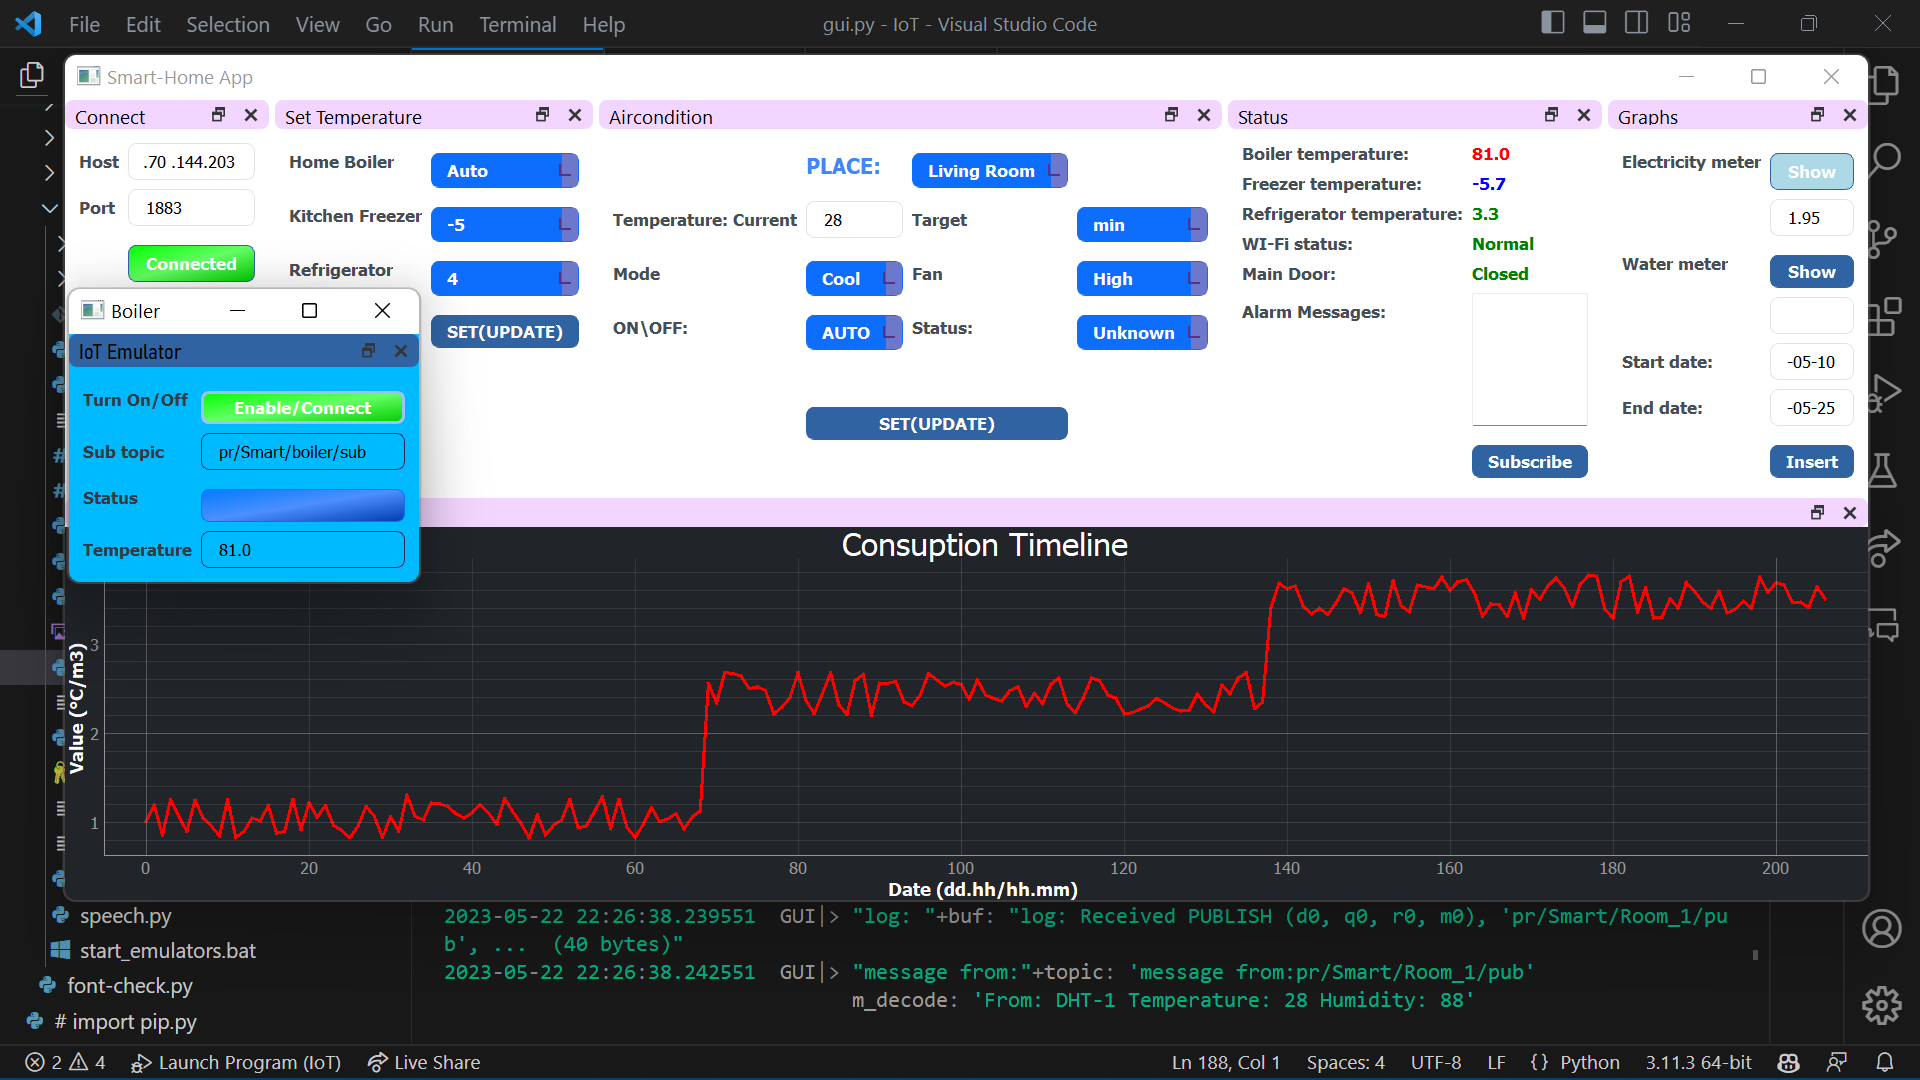 File Edit Selection View Go Run Terminal Help
gui.py - IoT - Visual Studio Code
Smart-Home App
Connect
Host .70 .144.203
Port 1883
Connected
Set Temperature
Home Boiler Auto
Kitchen Freezer -5
Refrigerator 4
SET(UPDATE)
Aircondition
PLACE: Living Room
Temperature: Current 28 Target min
Mode Cool Fan High
ON\OFF: AUTO Status: Unknown
SET(UPDATE)
Status
Boiler temperature: 81.0
Freezer temperature: -5.7
Refrigerator temperature: 3.3
WI-Fi status: Normal
Main Door: Closed
Alarm Messages:
Subscribe
Graphs
Electricity meter Show
1.95
Water meter Show
Start date: -05-10
End date: -05-25
Insert
Boiler
IoT Emulator
Turn On/Off Enable/Connect
Sub topic pr/Smart/boiler/sub
Status
Temperature 81.0
Consuption Timeline
Value (°C/m3)
3
2
1
0 20 40 60 80 100 120 140 160 180 200
Date (dd.hh/hh.mm)
speech.py
start_emulators.bat
font-check.py
# import pip.py
2023-05-22 22:26:38.239551 GUI|> "log: "+buf: "log: Received PUBLISH (d0, q0, r0, m0), 'pr/Smart/Room_1/pu
b', ... (40 bytes)"
2023-05-22 22:26:38.242551 GUI|> "message from:"+topic: 'message from:pr/Smart/Room_1/pub'
m_decode: 'From: DHT-1 Temperature: 28 Humidity: 88'
2 4 Launch Program (IoT) Live Share
Ln 188, Col 1 Spaces: 4 UTF-8 LF {} Python 3.11.3 64-bit